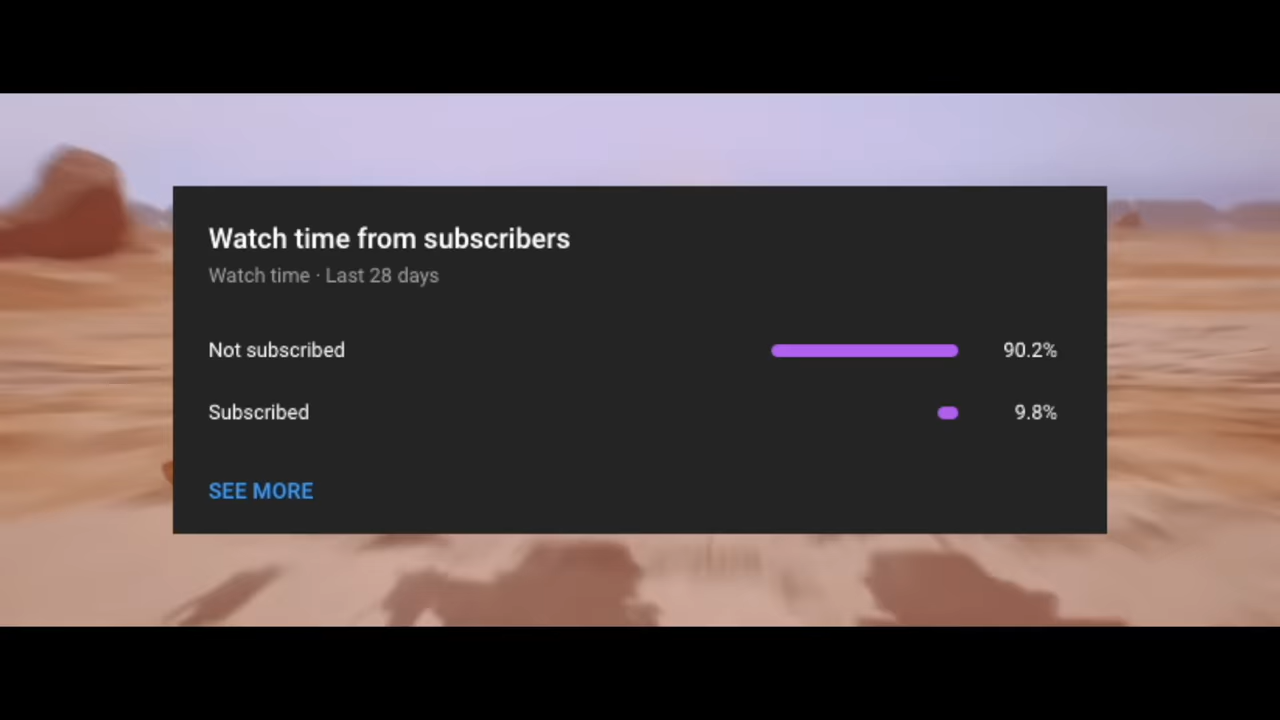 Watch time from subscribers
Watch time · Last 28 days
Not subscribed 90.2%
Subscribed 9.8%
SEE MORE